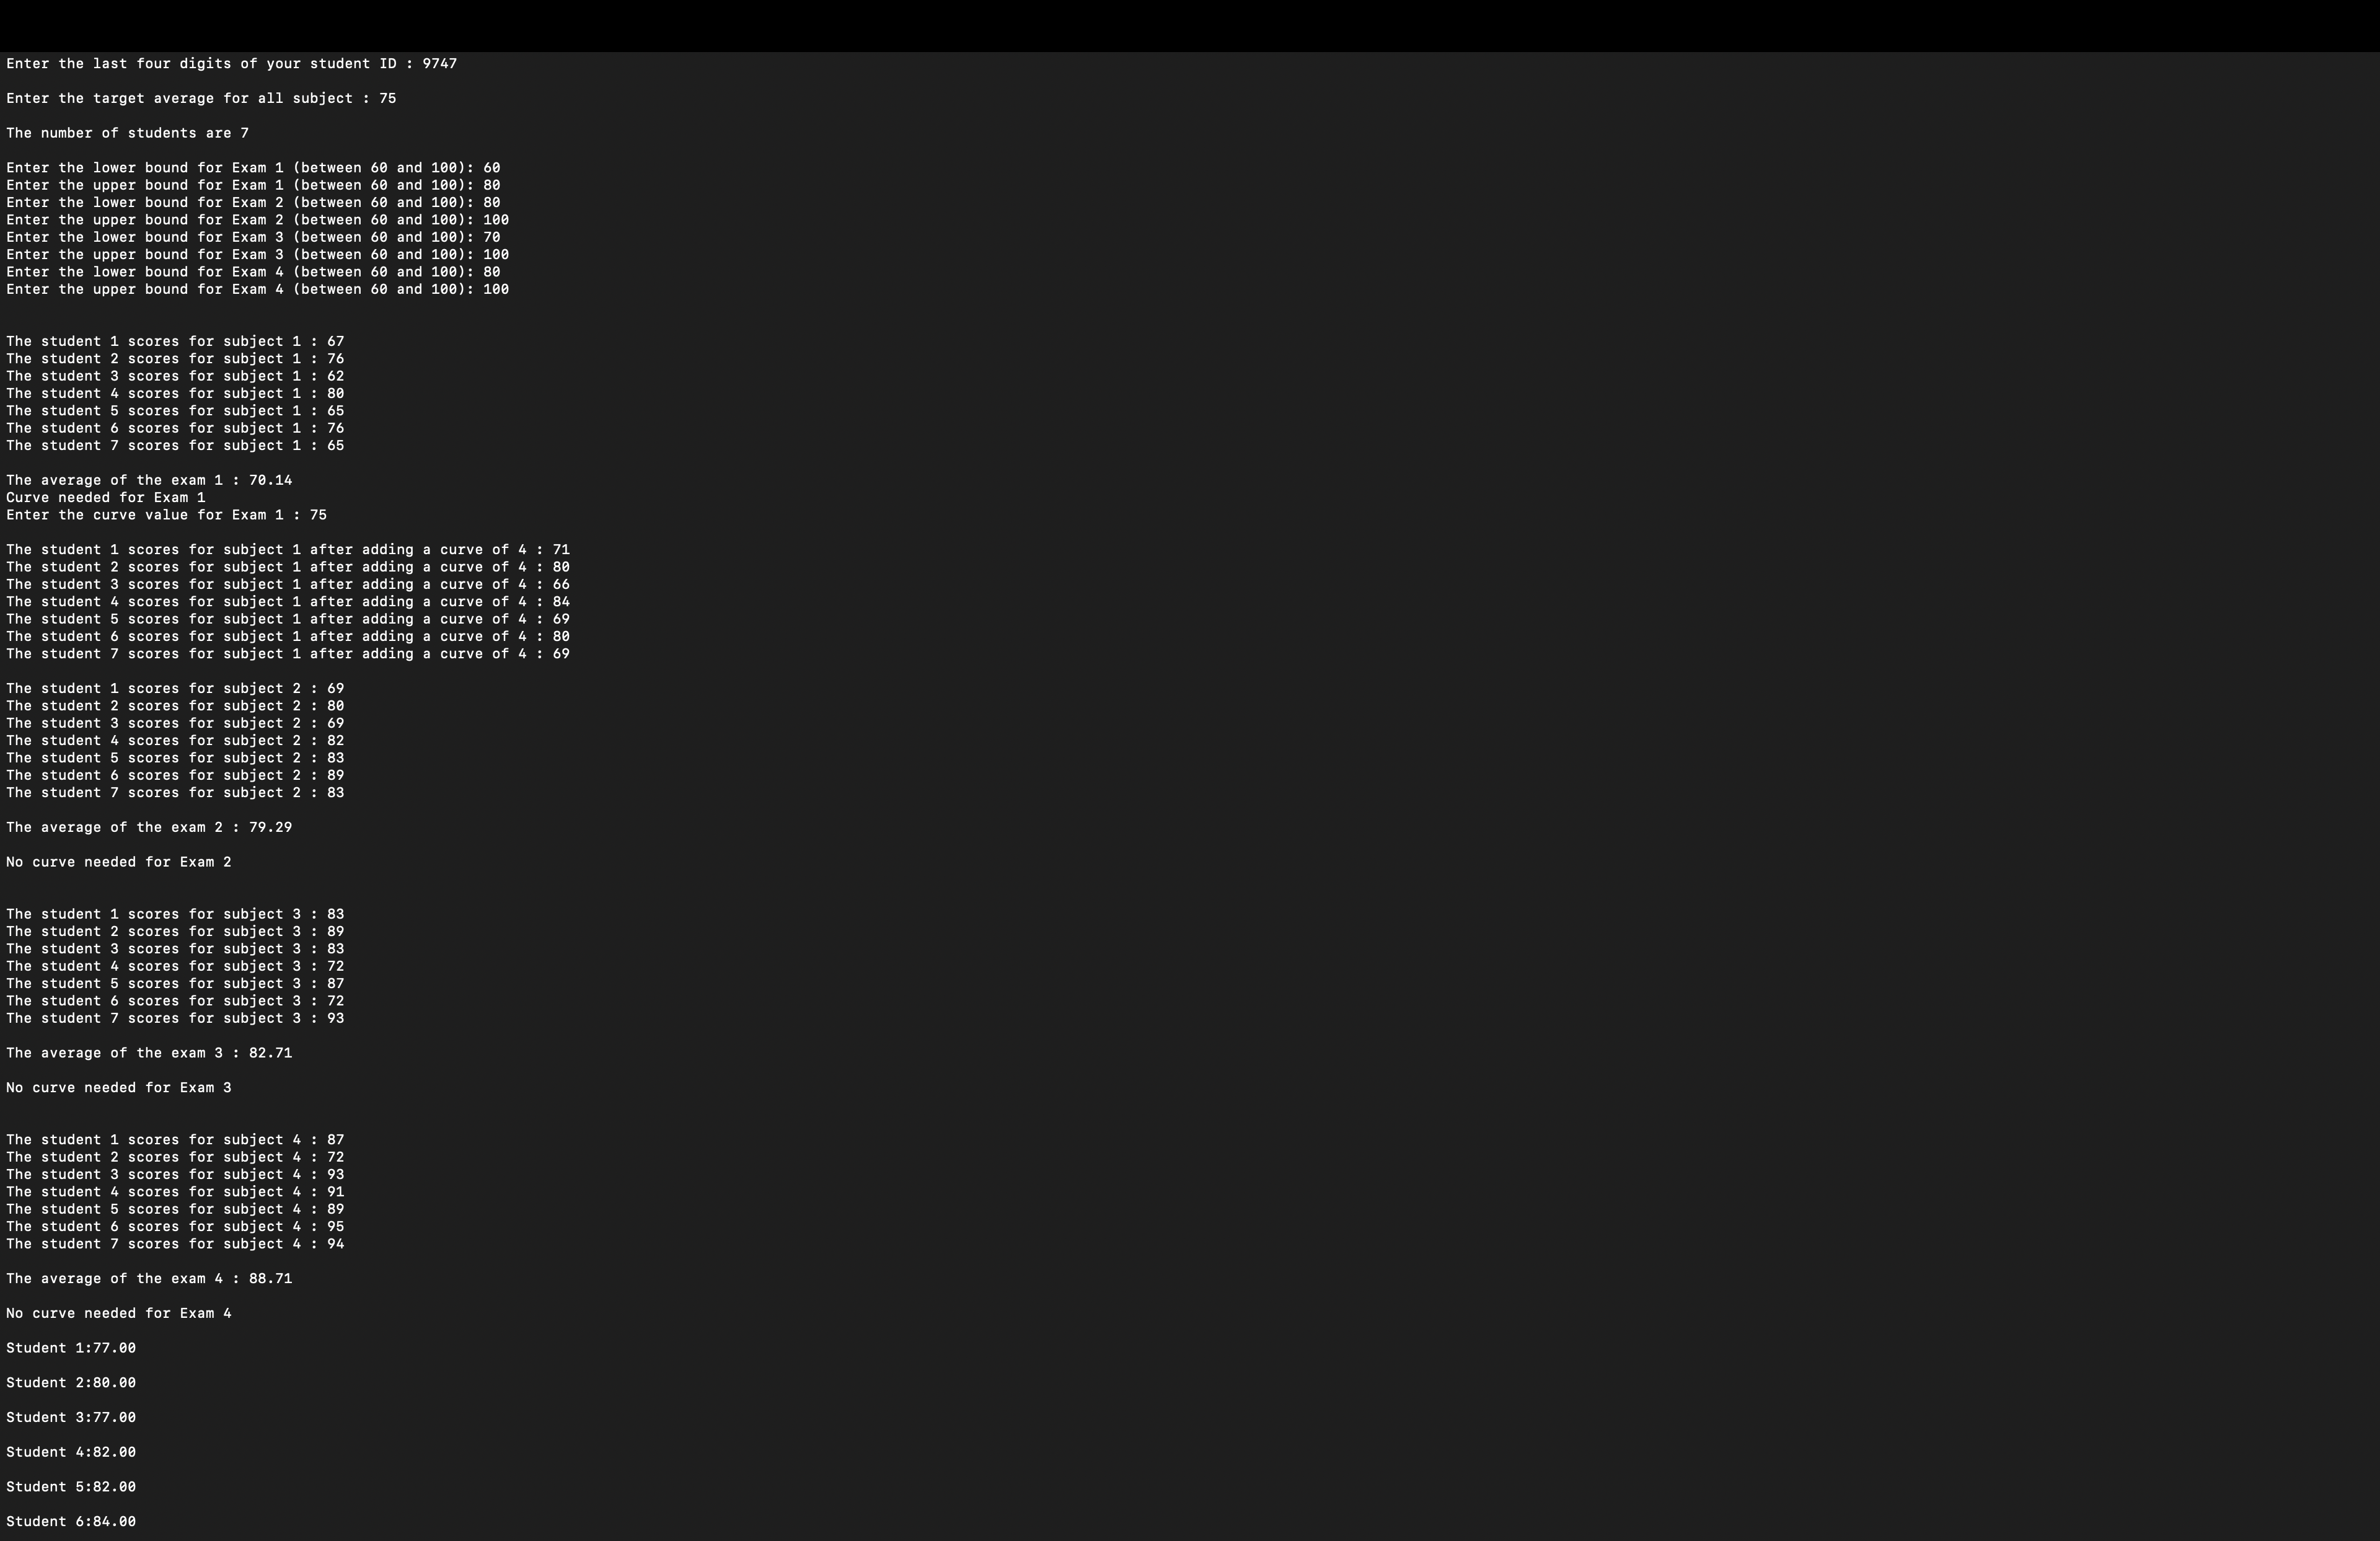 Enter the last four digits of your student ID : 9747
Enter the target average for all subject : 75
The number of students are 7
Enter the lower bound for Exam 1 (between 60 and 100): 60
Enter the upper bound for Exam 1 (between 60 and 100): 80
Enter the lower bound for Exam 2 (between 60 and 100): 80
Enter the upper bound for Exam 2 (between 60 and 100): 100
Enter the lower bound for Exam 3 (between 60 and 100): 70
Enter the upper bound for Exam 3 (between 60 and 100): 100
Enter the lower bound for Exam 4 (between 60 and 100): 80
Enter the upper bound for Exam 4 (between 60 and 100): 100
The student 1 scores for subject 1 : 67
The student 2 scores for subject 1 : 76
The student 3 scores for subject 1 : 62
The student 4 scores for subject 1 : 80
The student 5 scores for subject 1 : 65
The student 6 scores for subject 1 : 76
The student 7 scores for subject 1 : 65
The average of the exam 1 : 70.14
Curve needed for Exam 1
Enter the curve value for Exam 1 : 75
The student 1 scores for subject 1 after adding a curve of 4 : 71
The student 2 scores for subject 1 after adding a curve of 4 : 80
The student 3 scores for subject 1 after adding a curve of 4 : 66
The student 4 scores for subject 1 after adding a curve of 4 : 84
The student 5 scores for subject 1 after adding a curve of 4 : 69
The student 6 scores for subject 1 after adding a curve of 4 : 80
The student 7 scores for subject 1 after adding a curve of 4 : 69
The student 1 scores for subject 2 : 69
The student 2 scores for subject 2 : 80
The student 3 scores for subject 2 : 69
The student 4 scores for subject 2 : 82
The student 5 scores for subject 2 : 83
The student 6 scores for subject 2 : 89
The student 7 scores for subject 2 : 83
The average of the exam 2 : 79.29
No curve needed for Exam 2
The student 1 scores for subject 3 : 83
The student 2 scores for subject 3 : 89
The student 3 scores for subject 3 : 83
The student 4 scores for subject 3 : 72
The student 5 scores for subject 3 : 87
The student 6 scores for subject 3 : 72
The student 7 scores for subject 3 : 93
The average of the exam 3 : 82.71
No curve needed for Exam 3
The student 1 scores for subject 4 : 87
The student 2 scores for subject 4 : 72
The student 3 scores for subject 4 : 93
The student 4 scores for subject 4 : 91
The student 5 scores for subject 4 : 89
The student 6 scores for subject 4 : 95
The student 7 scores for subject 4 : 94
The average of the exam 4 : 88.71
No curve needed for Exam 4
Student 1:77.00
Student 2:80.00
Student 3:77.00
Student 4:82.00
Student 5:82.00
Student 6:84.00